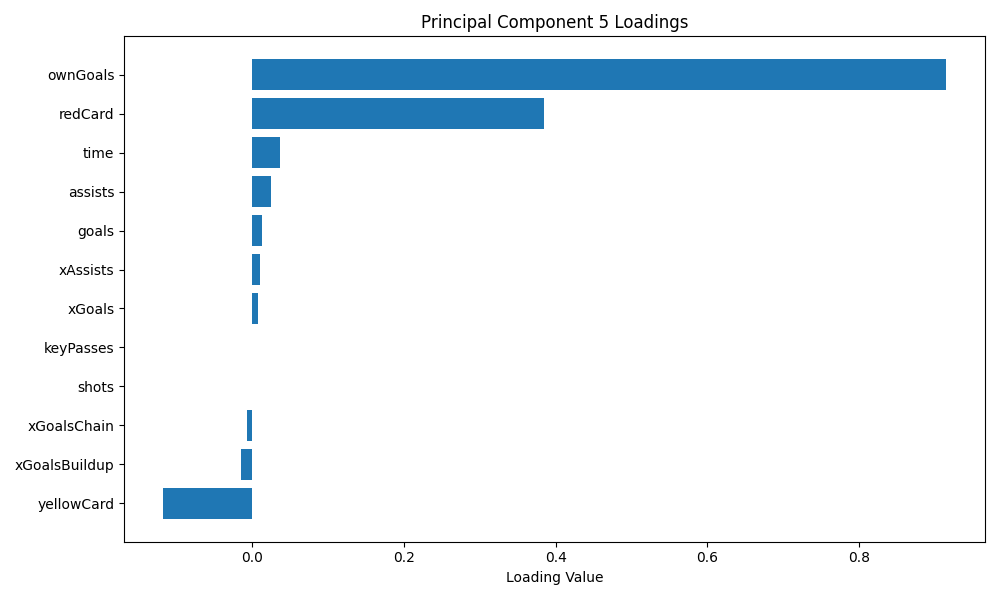 Principal Component 5 Loadings
ownGoals
redCard
time
assists
goals
xAssists
xGoals
keyPasses
shots
xGoalsChain
xGoalsBuildup
yellowCard
0.0 0.2 0.4 0.6 0.8
Loading Value